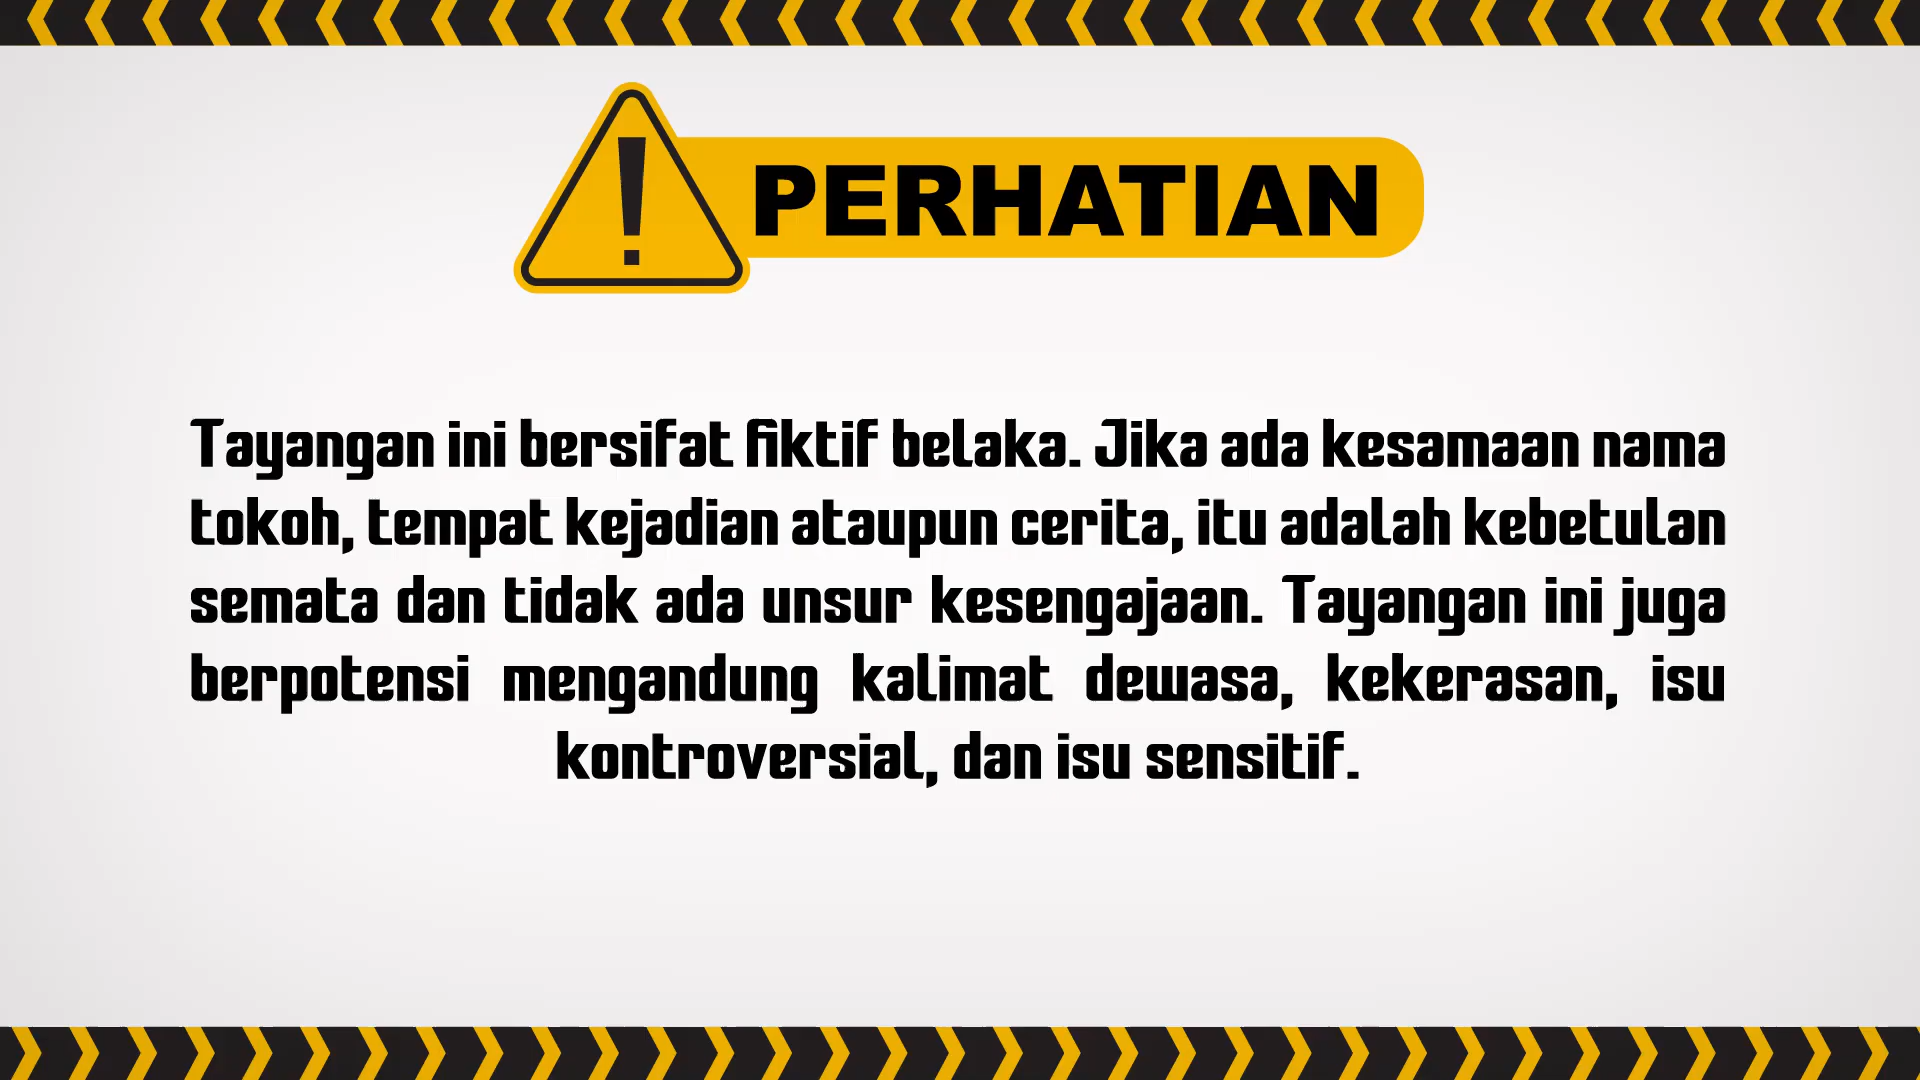 PERHATIAN
Tayangan ini bersifat fiktif belaka. Jika ada kesamaan nama
tokoh, tempat kejadian ataupun cerita, itu adalah kebetulan
semata dan tidak ada unsur kesengajaan. Tayangan ini juga
berpotensi mengandung kalimat dewasa, kekerasan, isu
kontroversial, dan isu sensitif.